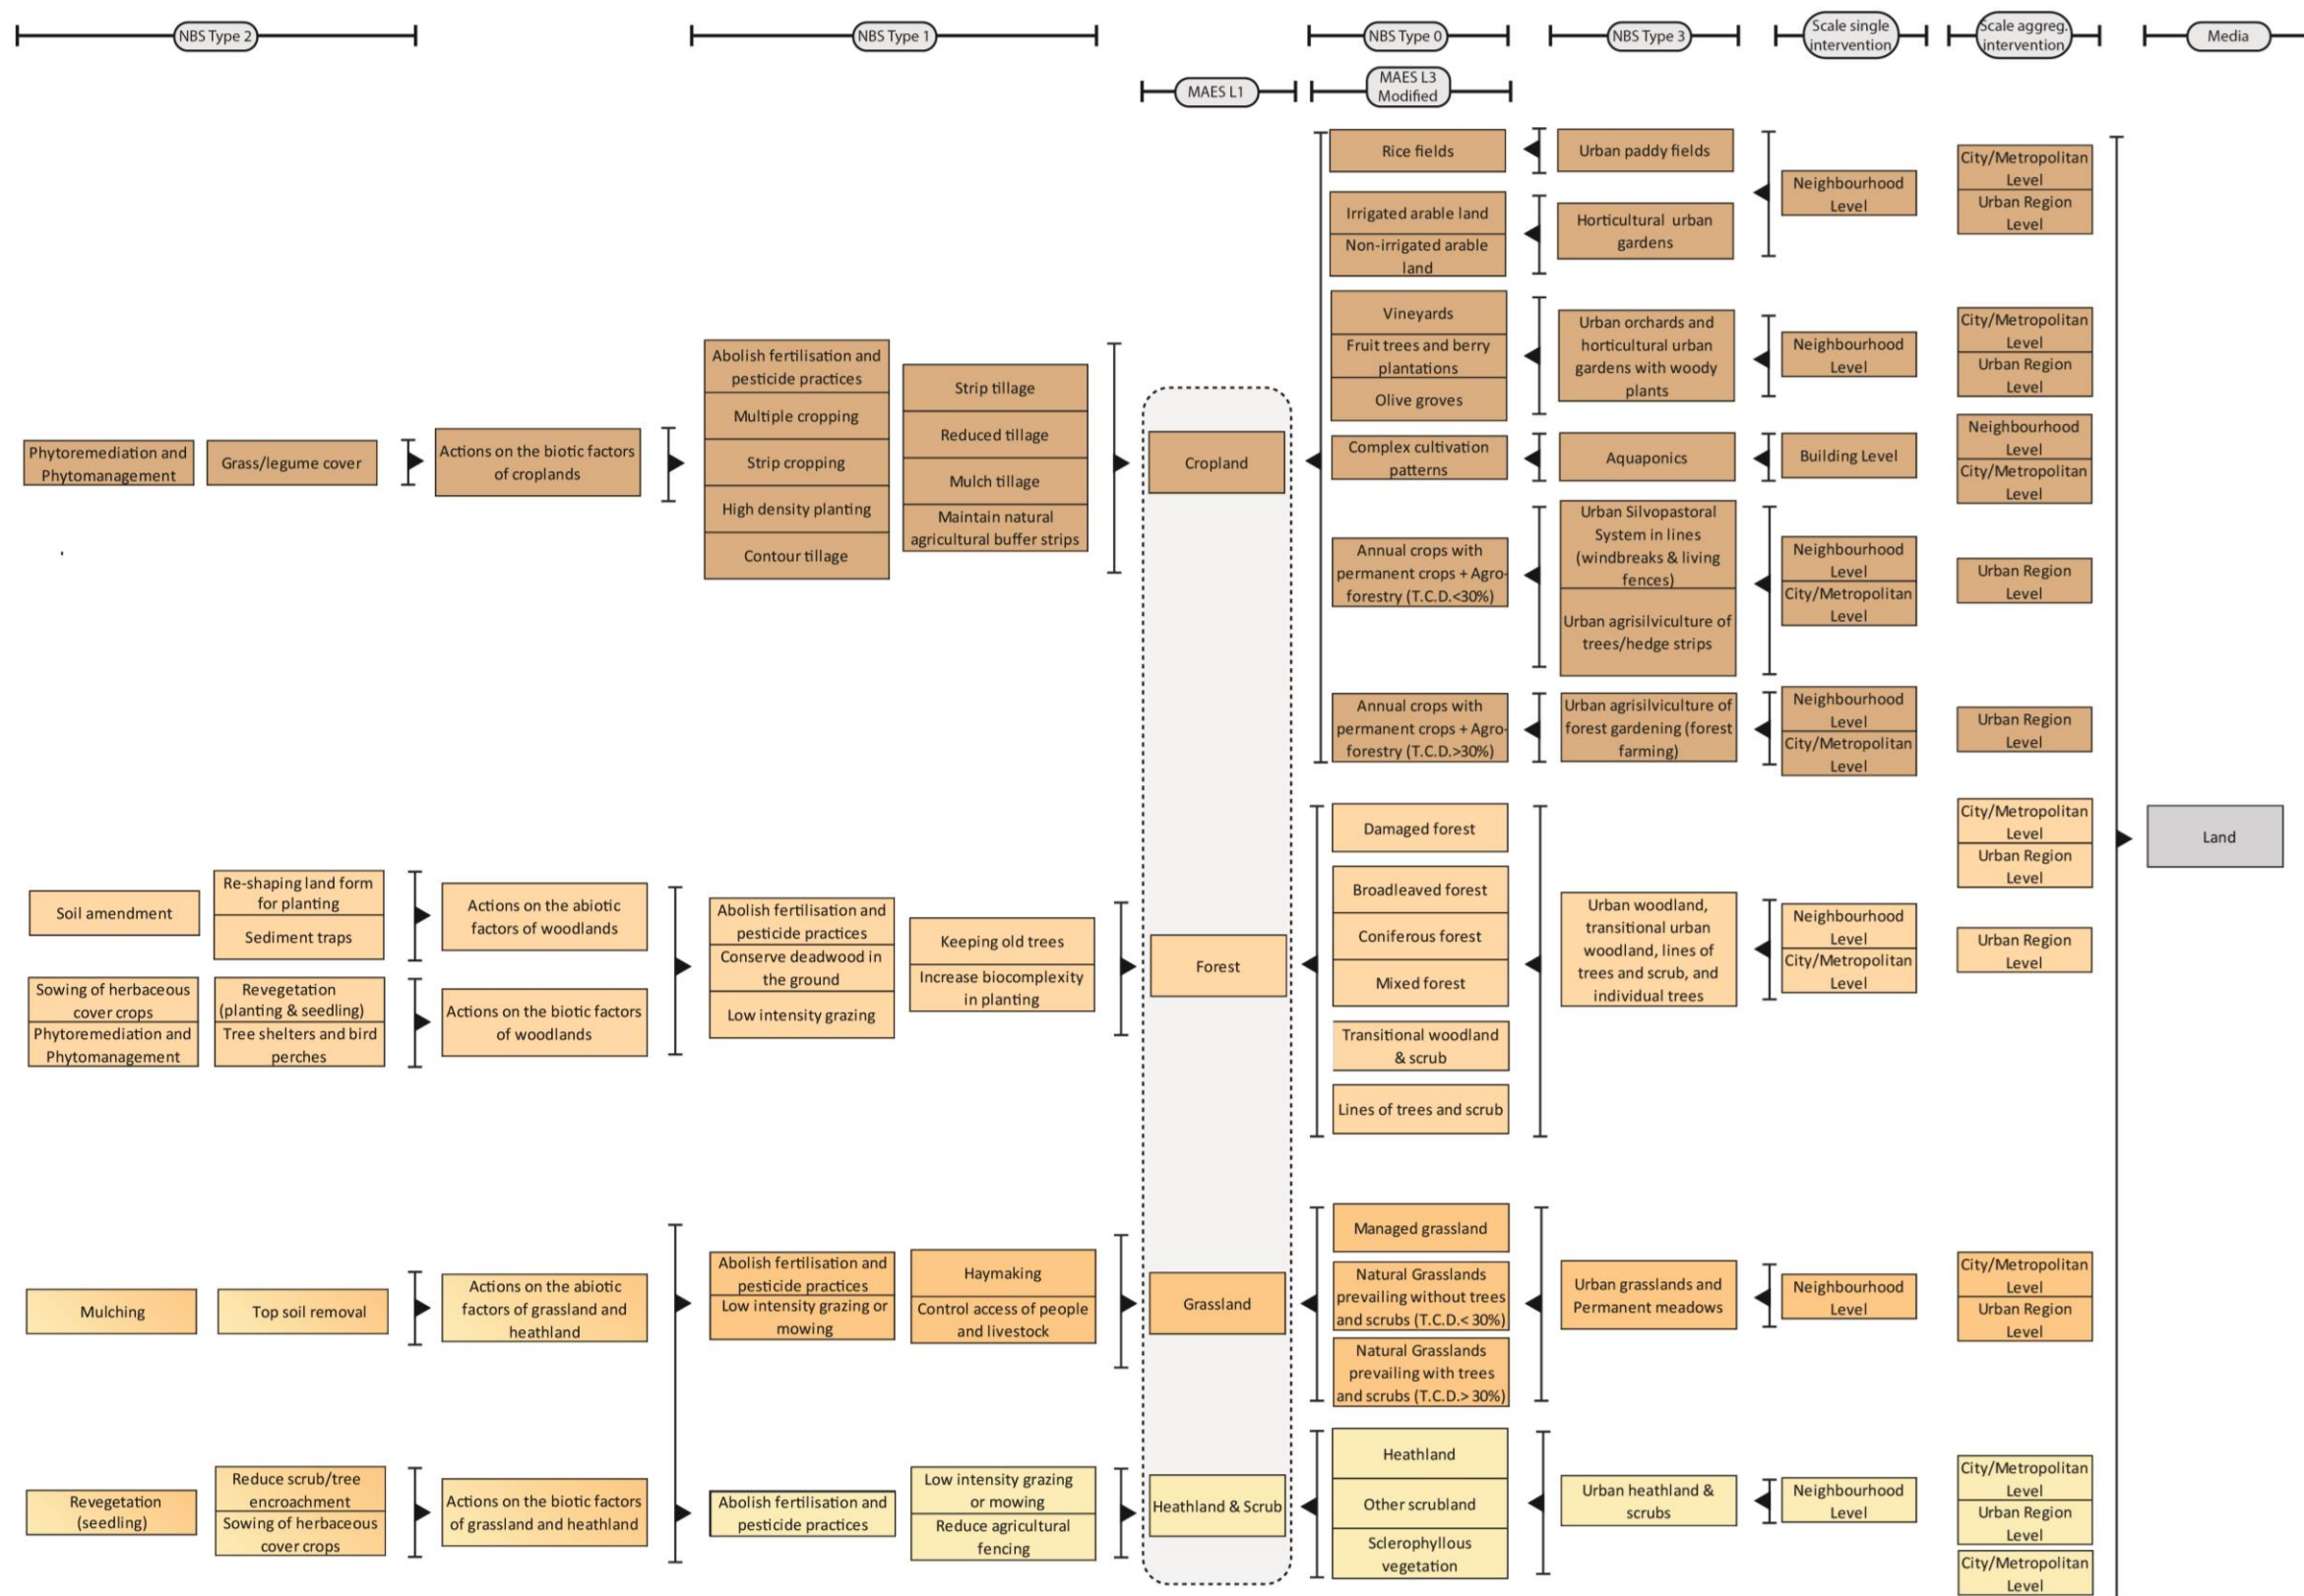 NBS Type 2
NBS Type 1
NBS Type 0
NBS Type 3
Scale single
intervention
Scale aggreg.
intervention
Media
MAES L1
MAES L3
Modified
Phytoremediation and
Phytomanagement
Grass/legume cover
Actions on the biotic factors
of croplands
Abolish fertilisation and
pesticide practices
Multiple cropping
Strip cropping
High density planting
Contour tillage
Strip tillage
Reduced tillage
Mulch tillage
Maintain natural
agricultural buffer strips
Cropland
Rice fields
Urban paddy fields
Irrigated arable land
Non-irrigated arable
land
Horticultural urban
gardens
Neighbourhood
Level
City/Metropolitan
Level
Urban Region
Level
Vineyards
Fruit trees and berry
plantations
Olive groves
Urban orchards and
horticultural urban
gardens with woody
plants
Neighbourhood
Level
City/Metropolitan
Level
Urban Region
Level
Complex cultivation
patterns
Aquaponics
Building Level
Neighbourhood
Level
City/Metropolitan
Level
Annual crops with
permanent crops + Agro-
forestry (T.C.D.<30%)
Urban Silvopastoral
System in lines
(windbreaks & living
fences)
Urban agrisilviculture of
trees/hedge strips
Neighbourhood
Level
City/Metropolitan
Level
Urban Region
Level
Annual crops with
permanent crops + Agro-
forestry (T.C.D.>30%)
Urban agrisilviculture of
forest gardening (forest
farming)
Neighbourhood
Level
City/Metropolitan
Level
Urban Region
Level
Soil amendment
Re-shaping land form
for planting
Sediment traps
Actions on the abiotic
factors of woodlands
Sowing of herbaceous
cover crops
Phytoremediation and
Phytomanagement
Revegetation
(planting & seedling)
Tree shelters and bird
perches
Actions on the biotic factors
of woodlands
Abolish fertilisation and
pesticide practices
Conserve deadwood in
the ground
Low intensity grazing
Keeping old trees
Increase biocomplexity
in planting
Forest
Damaged forest
Broadleaved forest
Coniferous forest
Mixed forest
Transitional woodland
& scrub
Lines of trees and scrub
Urban woodland,
transitional urban
woodland, lines of
trees and scrub, and
individual trees
Neighbourhood
Level
City/Metropolitan
Level
City/Metropolitan
Level
Urban Region
Level
Urban Region
Level
Land
Mulching
Top soil removal
Actions on the abiotic
factors of grassland and
heathland
Abolish fertilisation and
pesticide practices
Low intensity grazing or
mowing
Haymaking
Control access of people
and livestock
Grassland
Managed grassland
Natural Grasslands
prevailing without trees
and scrubs (T.C.D.< 30%)
Natural Grasslands
prevailing with trees
and scrubs (T.C.D.> 30%)
Urban grasslands and
Permanent meadows
Neighbourhood
Level
City/Metropolitan
Level
Urban Region
Level
Revegetation
(seedling)
Reduce scrub/tree
encroachment
Sowing of herbaceous
cover crops
Actions on the biotic factors
of grassland and heathland
Abolish fertilisation and
pesticide practices
Low intensity grazing
or mowing
Reduce agricultural
fencing
Heathland & Scrub
Heathland
Other scrubland
Sclerophyllous
vegetation
Urban heathland &
scrubs
Neighbourhood
Level
City/Metropolitan
Level
Urban Region
Level
City/Metropolitan
Level